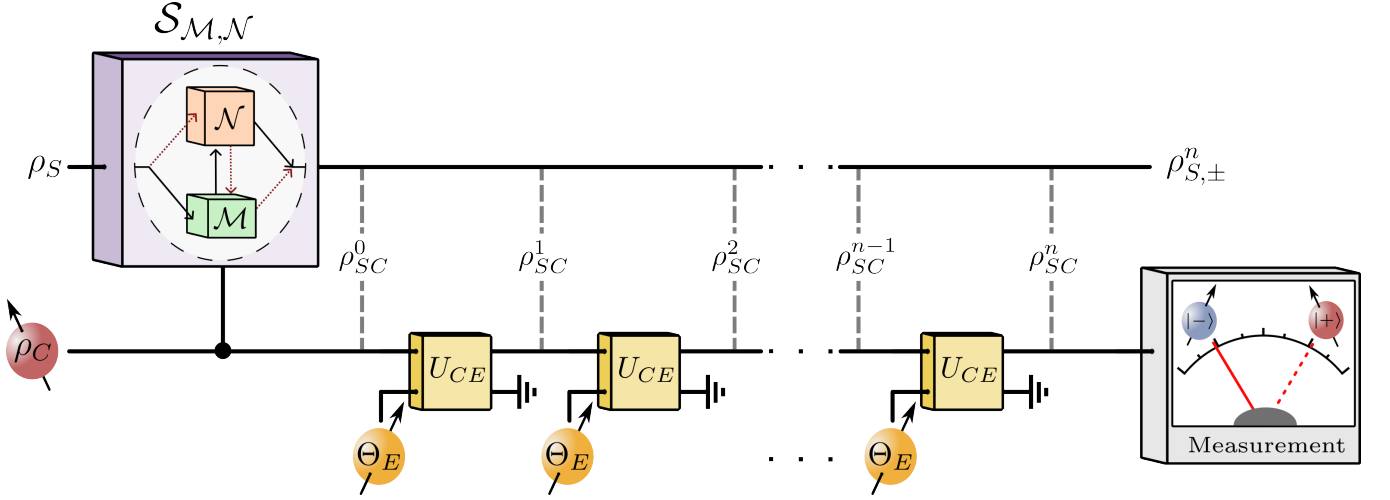 𝒮_{ℳ,𝒩}
𝒩
ℳ
ρ_S
ρ^n_{S,±}
ρ^0_{SC}
ρ^1_{SC}
ρ^2_{SC}
ρ^{n−1}_{SC}
ρ^n_{SC}
. . .
ρ_C
U_{CE}
U_{CE}
. . .
U_{CE}
Θ_E
Θ_E
. . .
Θ_E
|−⟩
|+⟩
Measurement